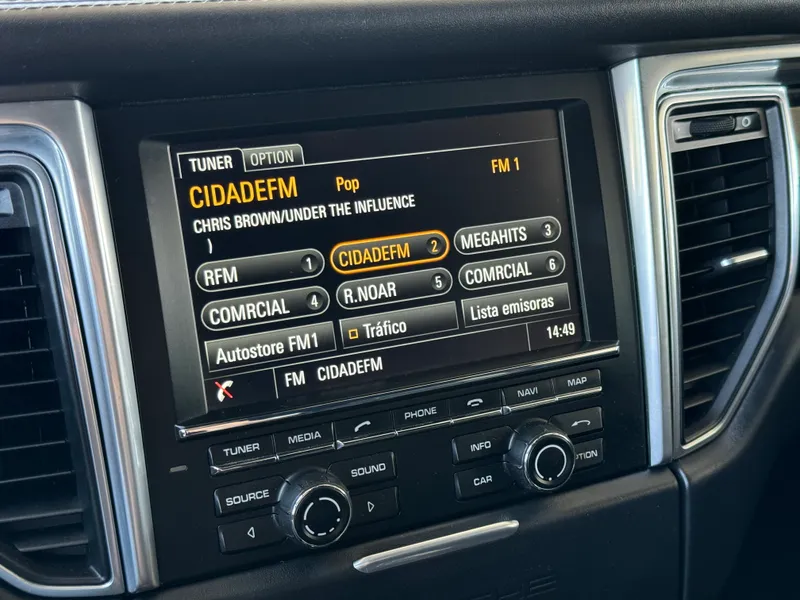 TUNER OPTION
CIDADEFM Pop FM 1
CHRIS BROWN/UNDER THE INFLUENCE
)
RFM 1 CIDADEFM 2 MEGAHITS 3
COMRCIAL 4 R.NOAR 5 COMRCIAL 6
Autostore FM1 Tráfico Lista emisoras
FM CIDADEFM 14:49
TUNER MEDIA PHONE NAVI MAP
SOURCE SOUND INFO CAR OPTION